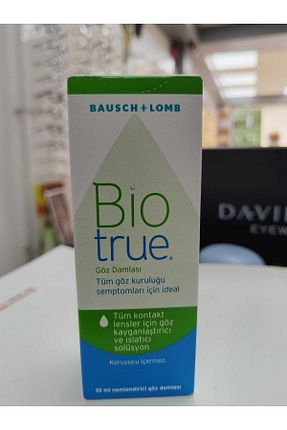 BAUSCH + LOMB
Bio
true®
Göz Damlası
Tüm göz kuruluğu
semptomları için ideal
Tüm kontakt
lensler için göz
kayganlaştırıcı
ve ıslatıcı
solüsyon
Koruyucu içermez.
10 ml nemlendirici göz damlası
DAVI
EYEW